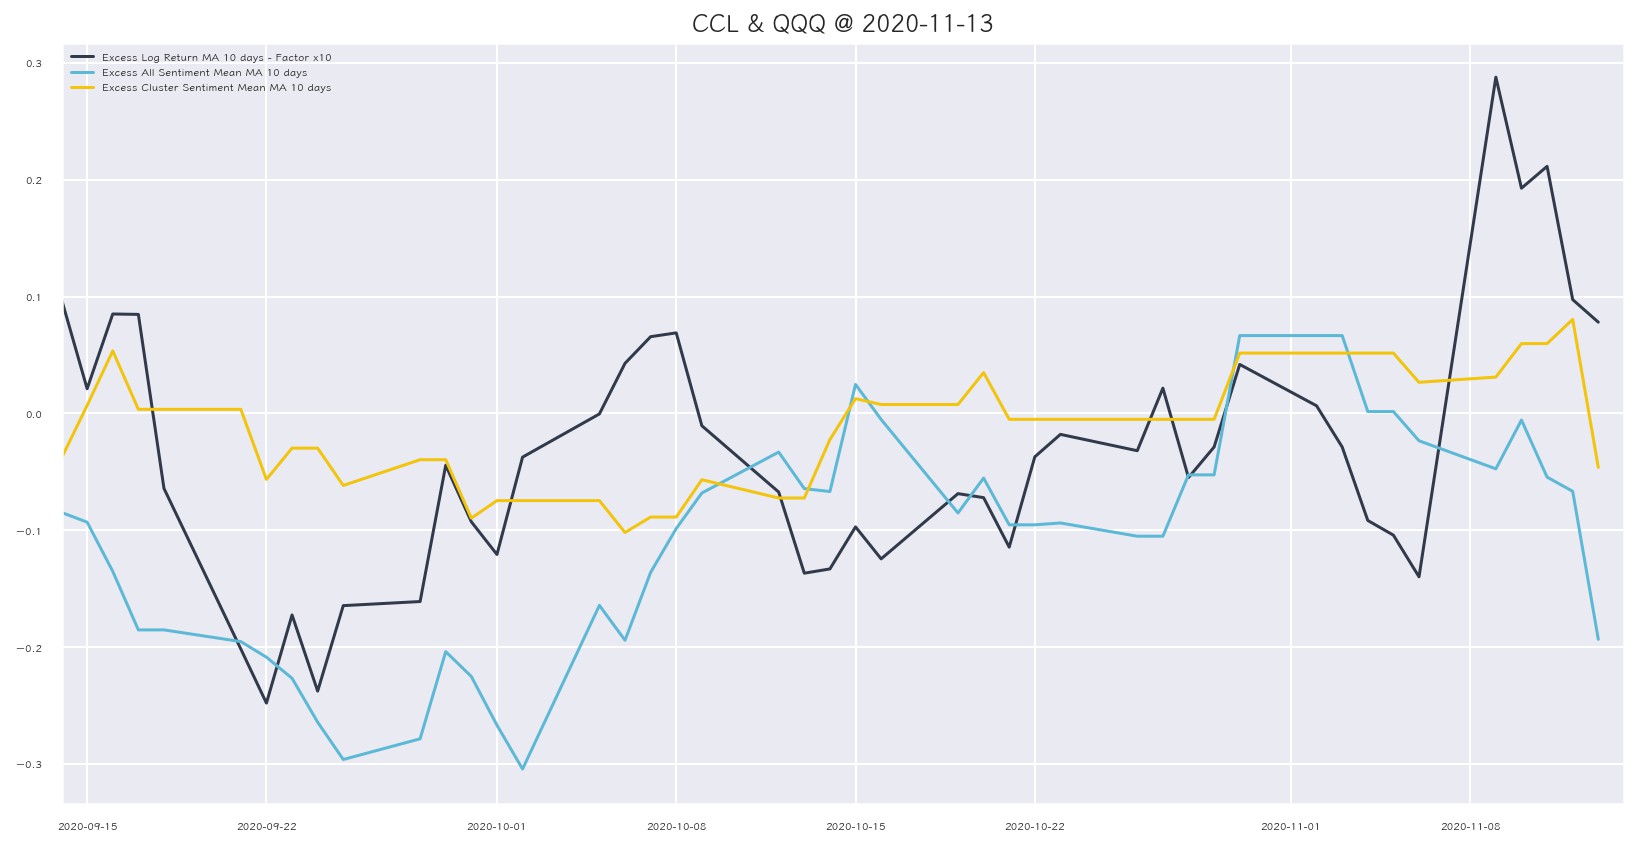 CCL & QQQ @ 2020-11-13
Excess Log Return MA 10 days - Factor x10
Excess All Sentiment Mean MA 10 days
Excess Cluster Sentiment Mean MA 10 days
0.3
0.2
0.1
0.0
−0.1
−0.2
−0.3
2020-09-15 2020-09-22 2020-10-01 2020-10-08 2020-10-15 2020-10-22 2020-11-01 2020-11-08